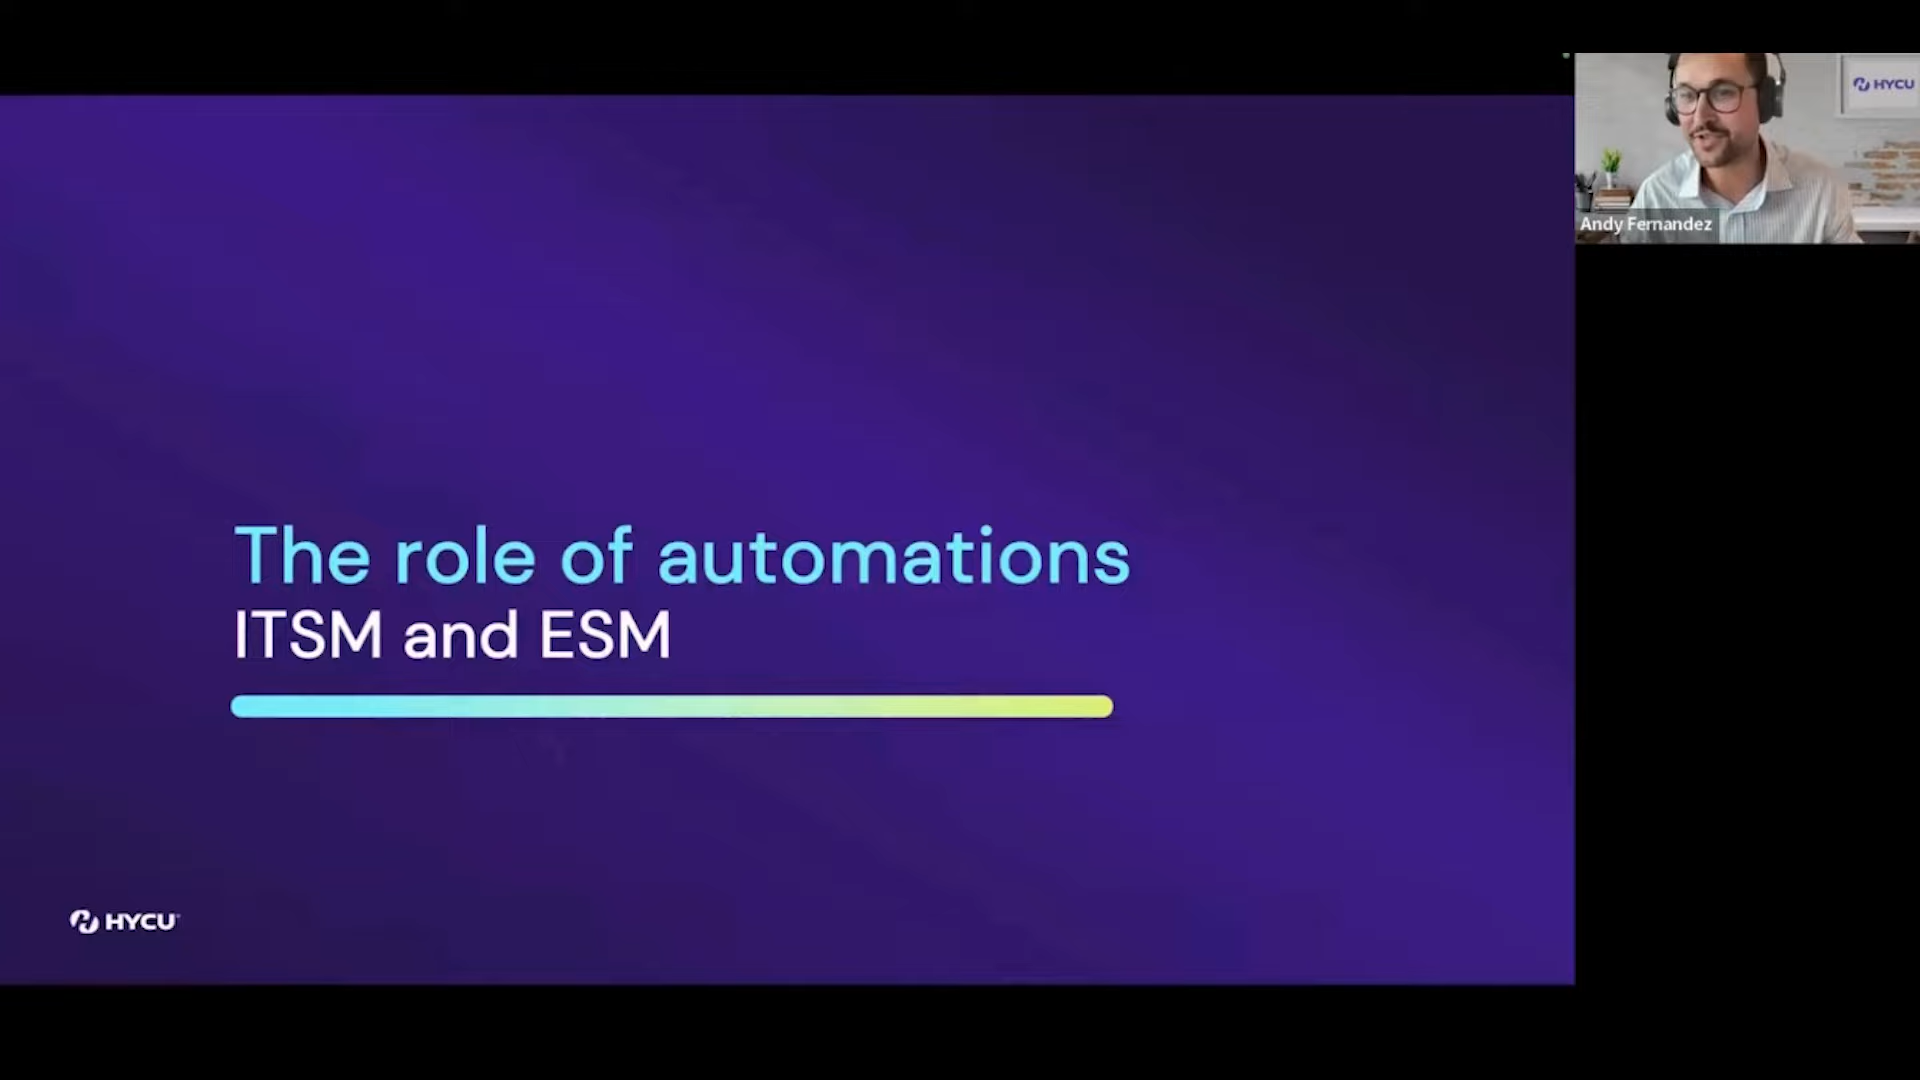 HYCU
Andy Fernandez
The role of automations
ITSM and ESM
HYCU